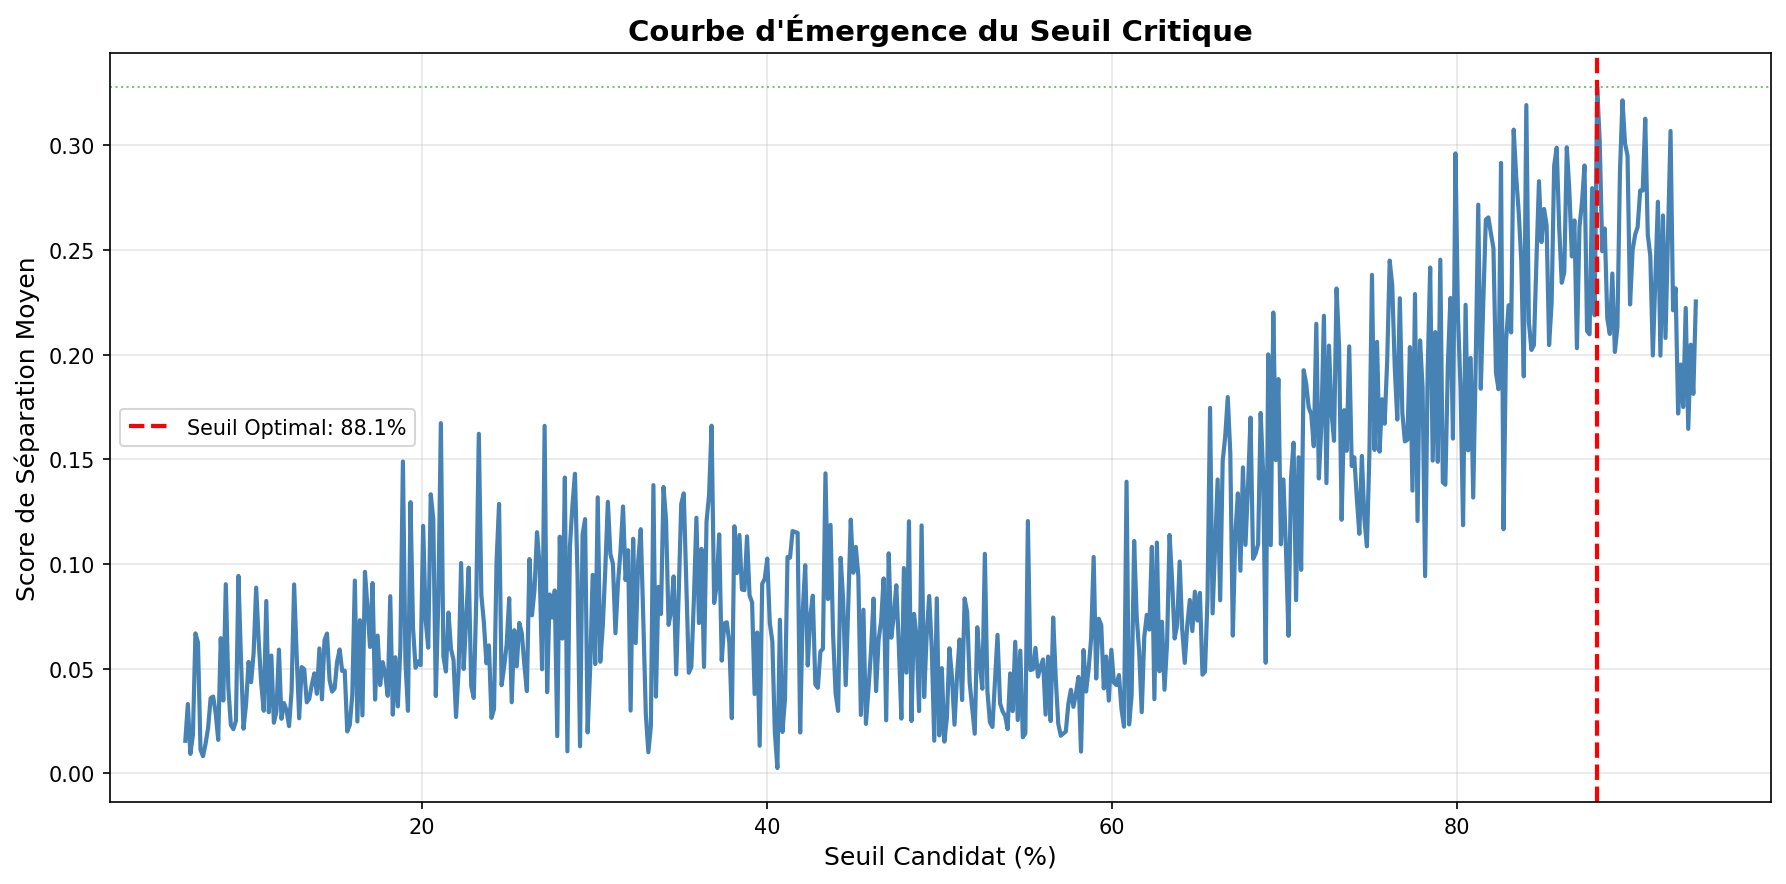 Courbe d'Émergence du Seuil Critique
Score de Séparation Moyen
0.30
0.25
0.20
0.15
0.10
0.05
0.00
Seuil Optimal: 88.1%
20
40
60
80
Seuil Candidat (%)